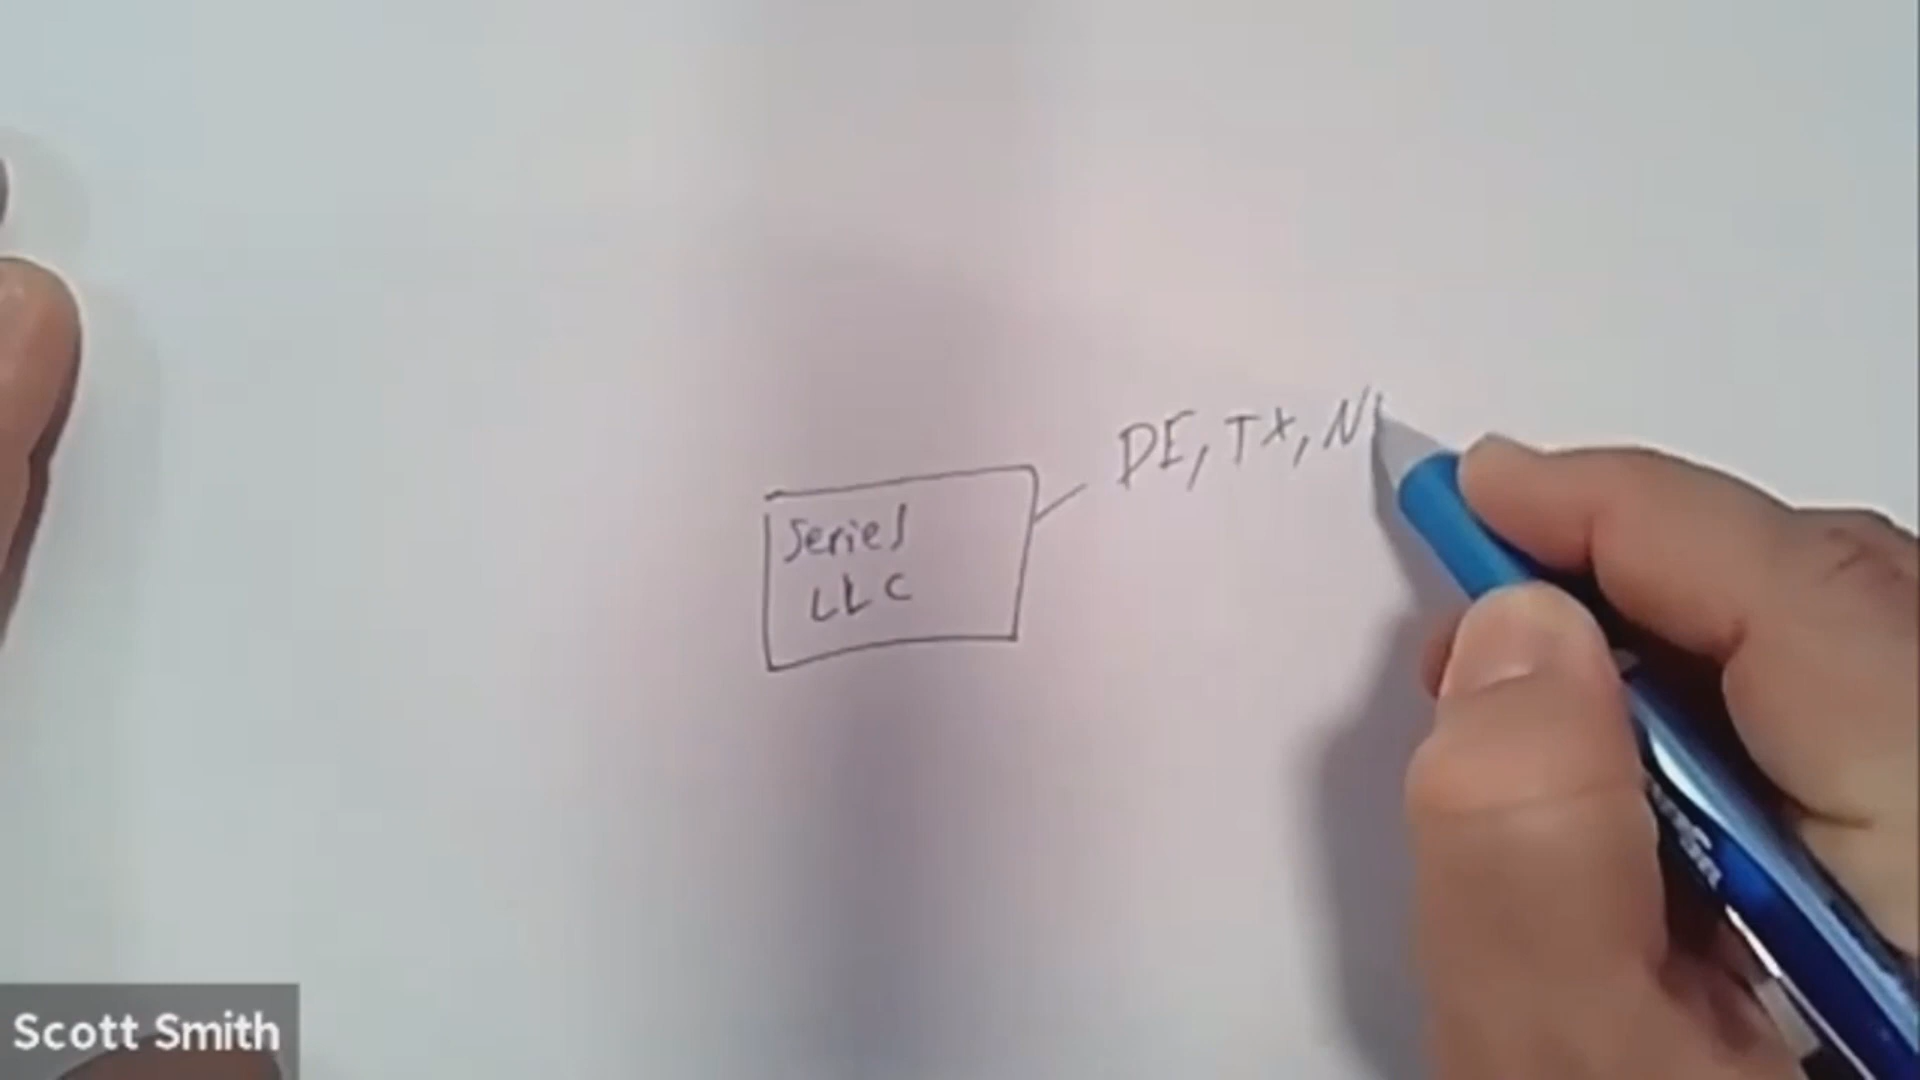 DE, TX, N
Series
LLC
Scott Smith